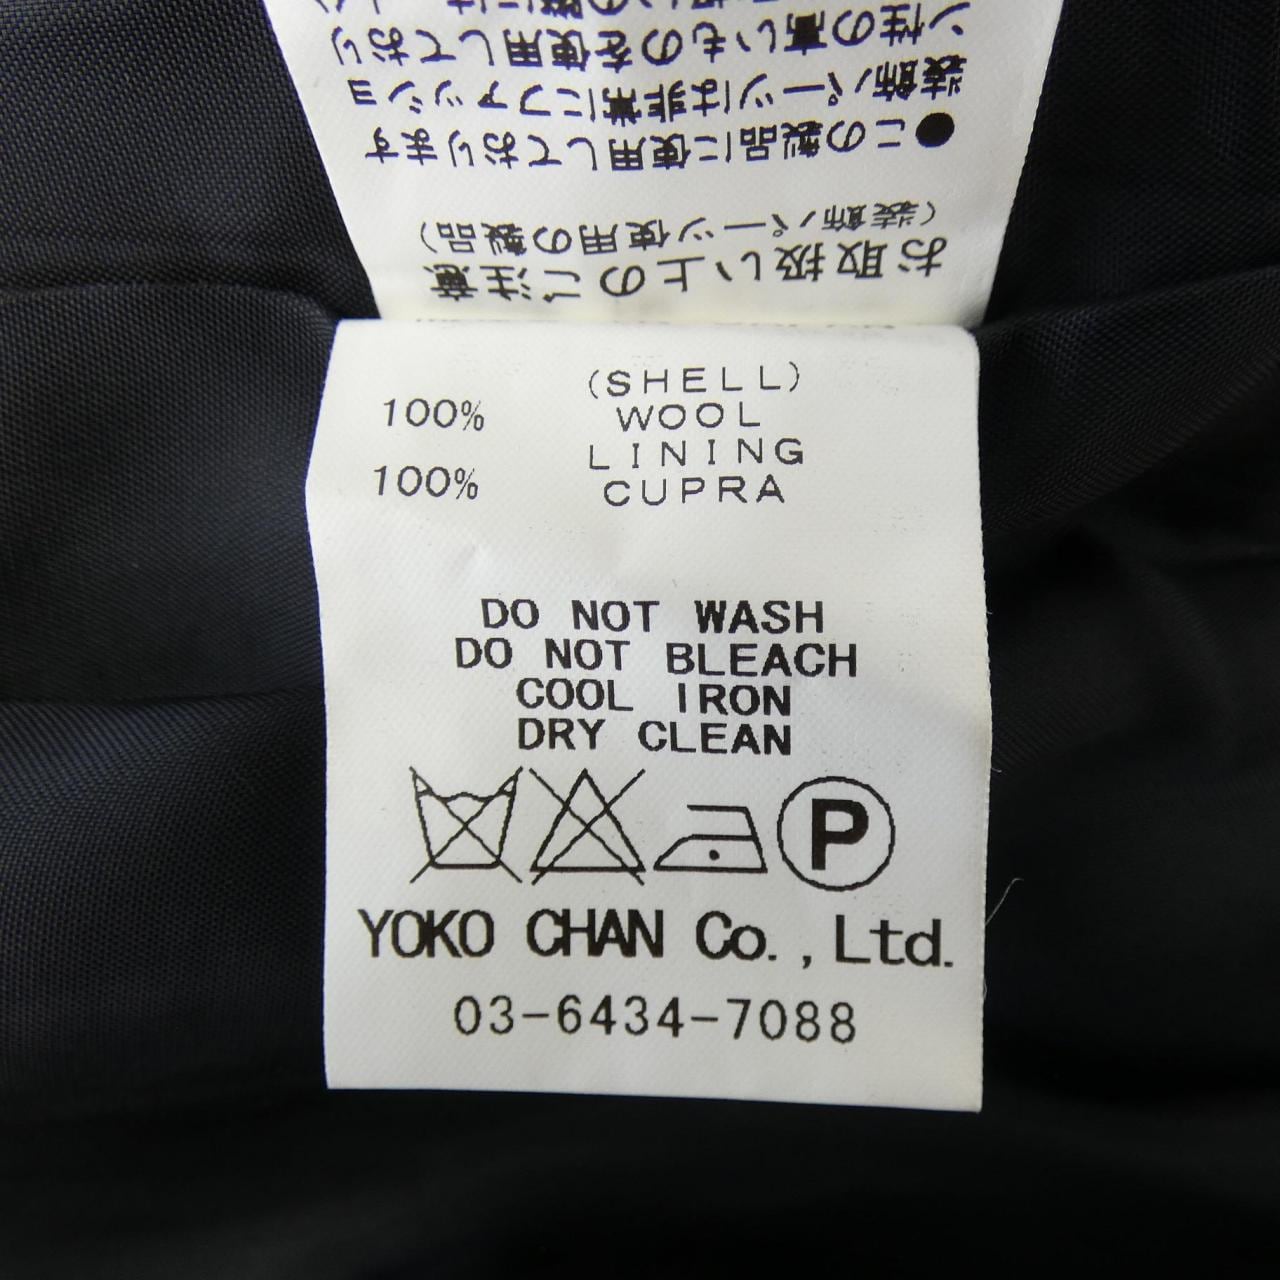 お取扱い上のご注意
（装飾パーツ使用の製品）
●この製品に使用しております
装飾パーツは非常にファッショ
ン性の高いものを使用しており
(SHELL)
100% WOOL
LINING
100% CUPRA
DO NOT WASH
DO NOT BLEACH
COOL IRON
DRY CLEAN
P
YOKO CHAN Co., Ltd.
03-6434-7088